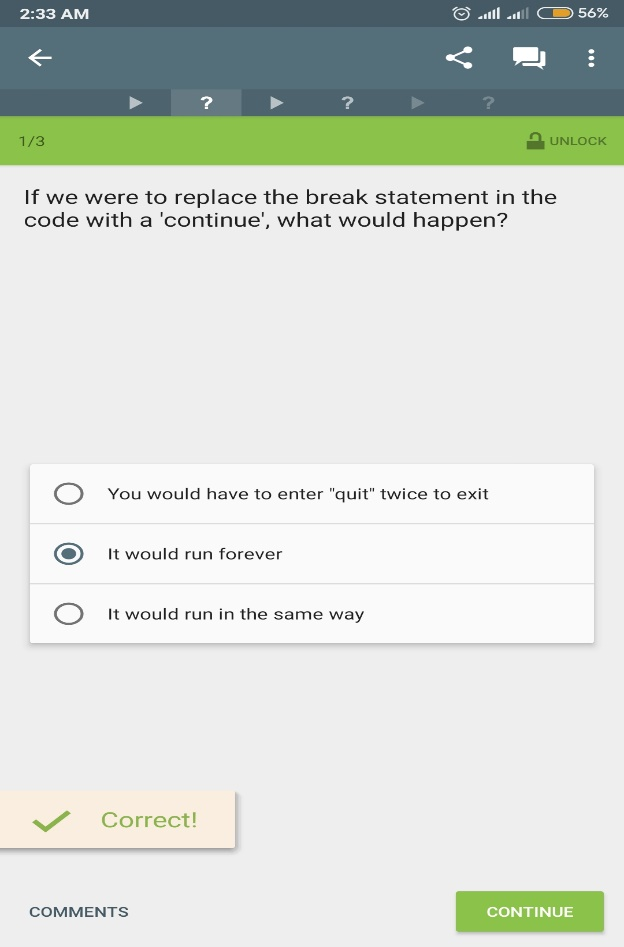 2:33 AM
56%
?
?
?
1/3
UNLOCK
If we were to replace the break statement in the
code with a 'continue', what would happen?
You would have to enter "quit" twice to exit
It would run forever
It would run in the same way
Correct!
COMMENTS
CONTINUE